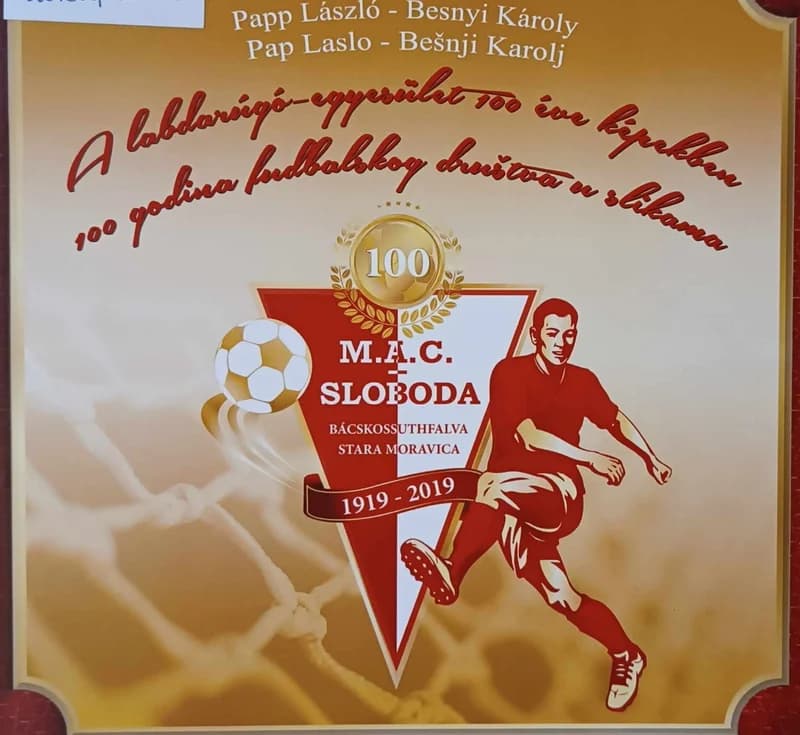 Papp László - Besnyi Károly
Pap Laslo - Bešnji Karolj
A labdarúgó-egyesület 100 éve képekben
100 godina fudbalskog društva u slikama
100
M.A.C.
-
SLOBODA
BÁCSKOSSUTHFALVA
STARA MORAVICA
1919 - 2019